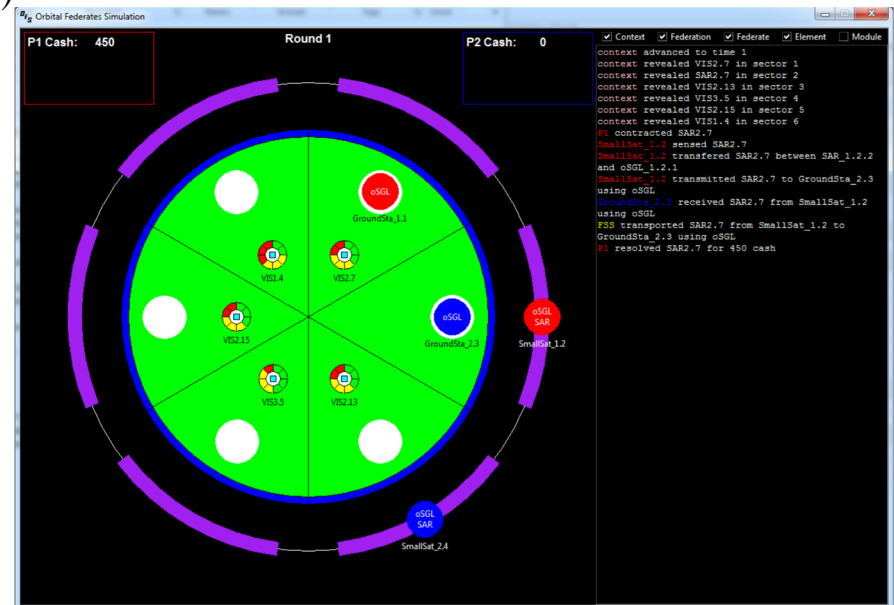 )
Orbital Federates Simulation
P1 Cash: 450
Round 1
P2 Cash: 0
Context Federation Federate Element Module
context advanced to time 1
context revealed VIS2.7 in sector 1
context revealed SAR2.7 in sector 2
context revealed VIS2.13 in sector 3
context revealed VIS3.5 in sector 4
context revealed VIS2.15 in sector 5
context revealed VIS1.4 in sector 6
P1 contracted SAR2.7
SmallSat_1.2 sensed SAR2.7
SmallSat_1.2 transfered SAR2.7 between SAR_1.2.2
and oSGL_1.2.1
SmallSat_1.2 transmitted SAR2.7 to GroundSta_2.3
using oSGL
GroundSta_2.3 received SAR2.7 from SmallSat_1.2
using oSGL
FSS transported SAR2.7 from SmallSat_1.2 to
GroundSta_2.3 using oSGL
P1 resolved SAR2.7 for 450 cash
oSGL
GroundSta_1.1
VIS1.4
VIS2.7
oSGL
GroundSta_2.3
oSGL
SAR
SmallSat_1.2
VIS2.15
VIS3.5
VIS2.13
oSGL
SAR
SmallSat_2.4